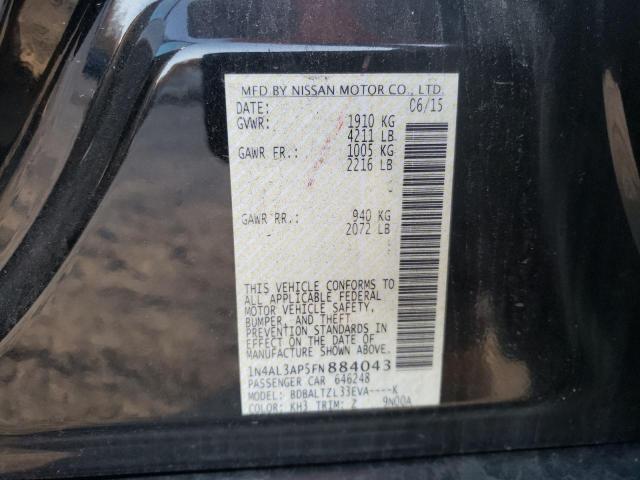 MFD BY NISSAN MOTOR CO., LTD.
DATE: 06/15
GVWR: 1910 KG
4211 LB
GAWR FR.: 1005 KG
2216 LB
GAWR RR.: 940 KG
2072 LB
THIS VEHICLE CONFORMS TO
ALL APPLICABLE FEDERAL
MOTOR VEHICLE SAFETY,
BUMPER, AND THEFT
PREVENTION STANDARDS IN
EFFECT ON THE DATE OF
MANUFACTURE SHOWN ABOVE.
1N4AL3AP5FN884043
PASSENGER CAR 646248
MODEL: BDBALTZL33EVA----K
COLOR: KH3 TRIM: Z 9N00A